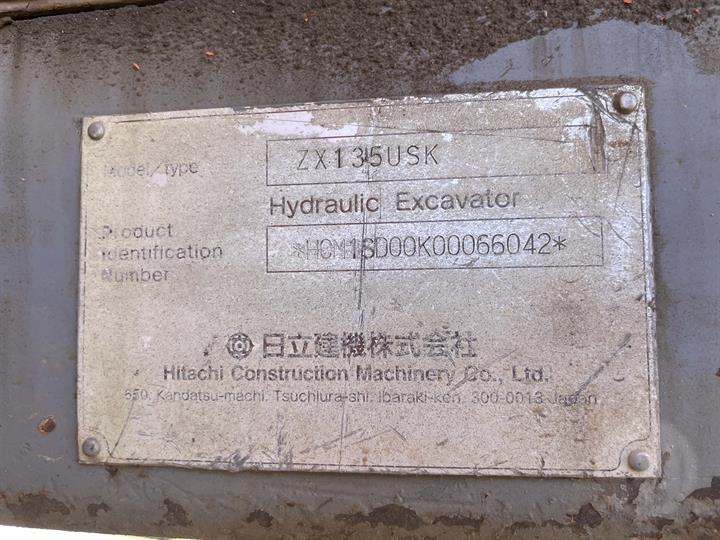 Model/type ZX135USK
Hydraulic Excavator
Product
Identification
Number
*HCM1SD00K00066042*
日立建機株式会社
Hitachi Construction Machinery Co., Ltd.
650, Kandatsu-machi, Tsuchiura-shi, Ibaraki-ken, 300-0013 Japan